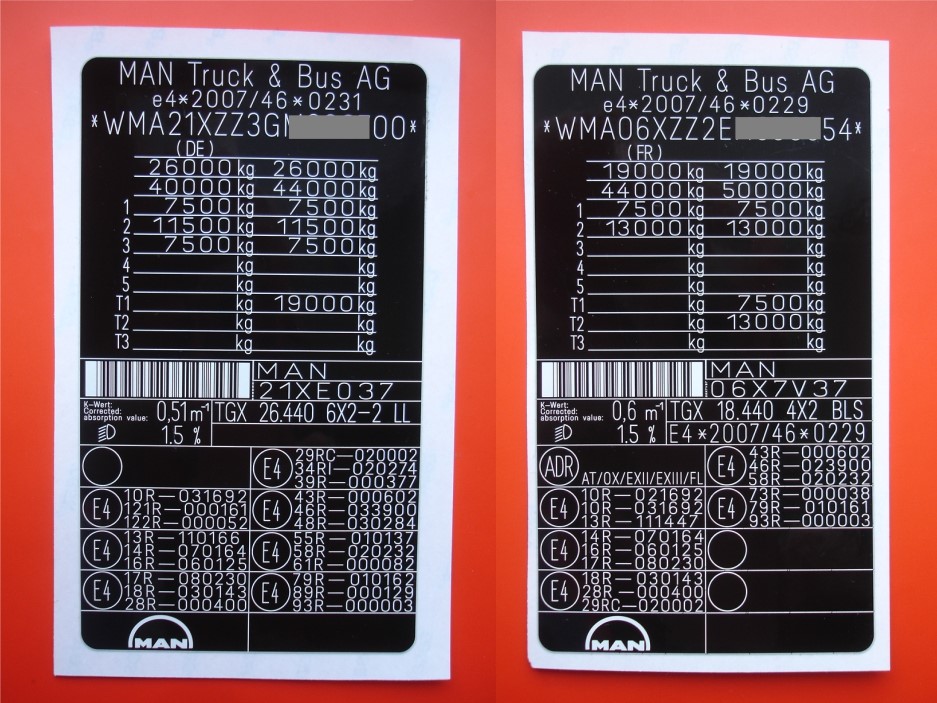 MAN Truck & Bus AG
e4*2007/46*0231
*WMA21XZZ3G 00*
(DE)
26000 kg 26000 kg
40000 kg 44000 kg
1 7500 kg 7500 kg
2 11500 kg 11500 kg
3 7500 kg 7500 kg
4 kg kg
5 kg kg
T1 kg 19000 kg
T2 kg kg
T3 kg kg
MAN
21XE037
K-Wert:
Corrected:
absorption value:
0,51 m-1
1.5 %
TGX 26.440 6X2-2 LL
E4
29RC—020002
34RI—020274
39R—000377
E4
10R—031692
121R—000161
122R—000052
E4
43R—000602
46R—033900
48R—030284
E4
13R—110166
14R—070164
16R—060125
E4
55R—010137
58R—020232
61R—000082
E4
17R—080230
18R—030143
28R—000400
E4
79R—010162
89R—000129
93R—000003
MAN
MAN Truck & Bus AG
e4*2007/46*0229
*WMA06XZZ2E 54*
(FR)
19000 kg 19000 kg
44000 kg 50000 kg
1 7500 kg 7500 kg
2 13000 kg 13000 kg
3 kg kg
4 kg kg
5 kg kg
T1 kg 7500 kg
T2 kg 13000 kg
T3 kg kg
MAN
06X7V37
K-Wert:
Corrected:
absorption value:
0,6 m-1
1.5 %
TGX 18.440 4X2 BLS
E4*2007/46*0229
ADR
AT/OX/EXII/EXIII/FL
E4
43R—000602
46R—023900
58R—020232
E4
10R—021692
10R—031692
13R—111447
E4
73R—000038
79R—010161
93R—000003
E4
14R—070164
16R—060125
17R—080230
E4
18R—030143
28R—000400
29RC—020002
MAN